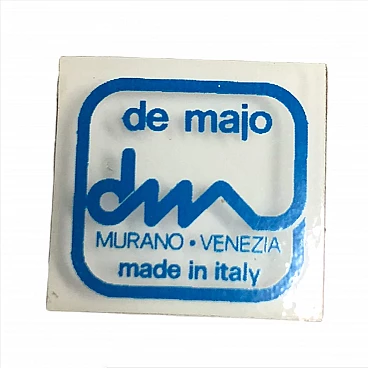 de majo
dm
MURANO • VENEZIA
made in italy